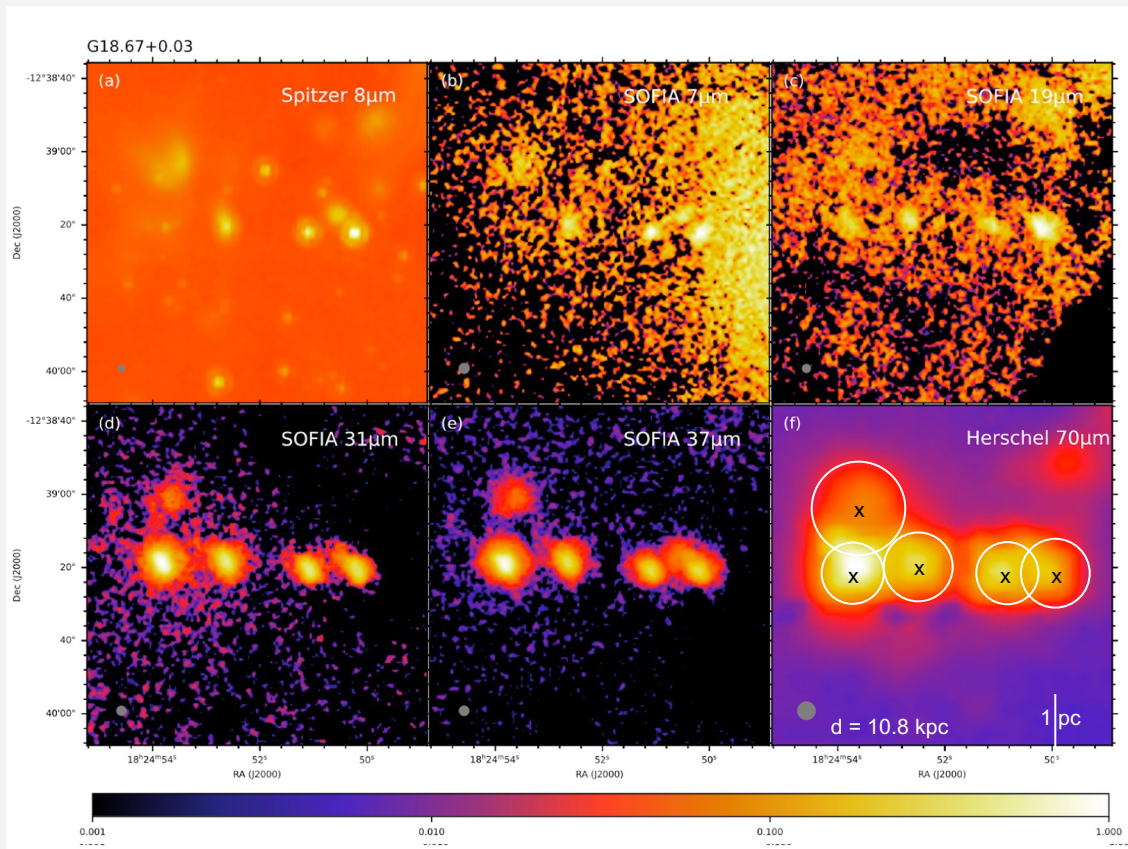 G18.67+0.03
(a)
Spitzer 8μm
(b)
SOFIA 7μm
(c)
SOFIA 19μm
-12°38'40"
39'00"
20"
40"
40'00"
Dec (J2000)
(d)
SOFIA 31μm
(e)
SOFIA 37μm
(f)
Herschel 70μm
-12°38'40"
39'00"
20"
40"
40'00"
Dec (J2000)
x
x
x
x
x
d = 10.8 kpc
1 pc
18ʰ24ᵐ54ˢ
52ˢ
50ˢ
18ʰ24ᵐ54ˢ
52ˢ
50ˢ
18ʰ24ᵐ54ˢ
52ˢ
50ˢ
RA (J2000)
RA (J2000)
RA (J2000)
0.001
0.010
0.100
1.000